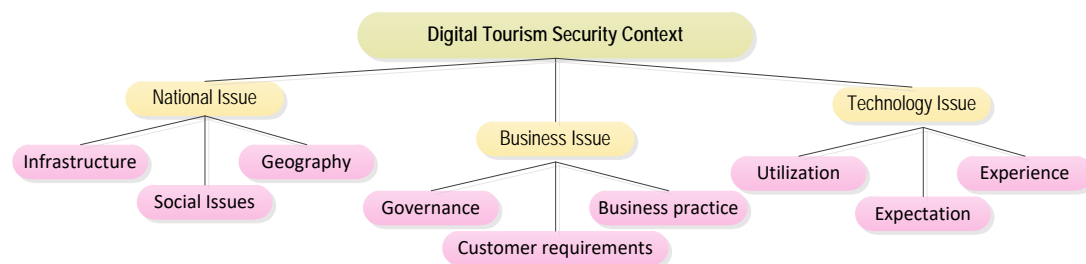 Digital Tourism Security Context
National Issue
Business Issue
Technology Issue
Infrastructure
Social Issues
Geography
Governance
Customer requirements
Business practice
Utilization
Expectation
Experience